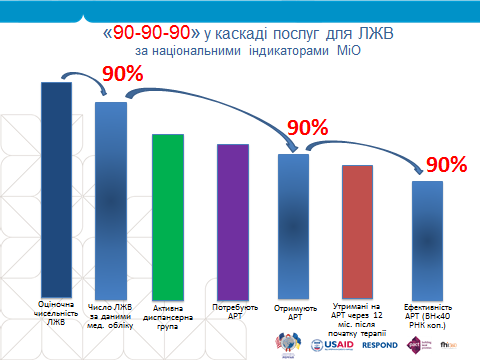 «90-90-90» у каскаді послуг для ЛЖВ
за національними індикаторами МіО
90%
90%
90%
Оціночна
чисельність
ЛЖВ
Число ЛЖВ
за даними
мед. обліку
Активна
диспансерна
група
Потребують
АРТ
Отримують
АРТ
Утримані на
АРТ через 12
міс. після
початку терапії
Ефективність
АРТ (ВН<40
РНК коп.)
USAID
RESPOND
pact
fhi360